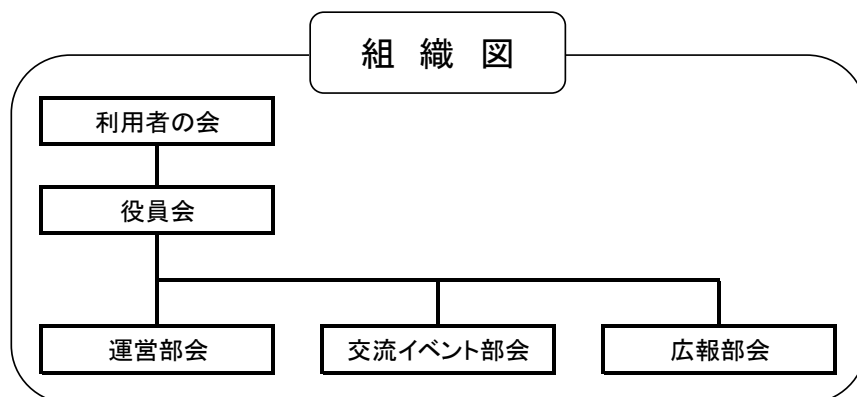 組 織 図
利用者の会
役員会
運営部会 交流イベント部会 広報部会